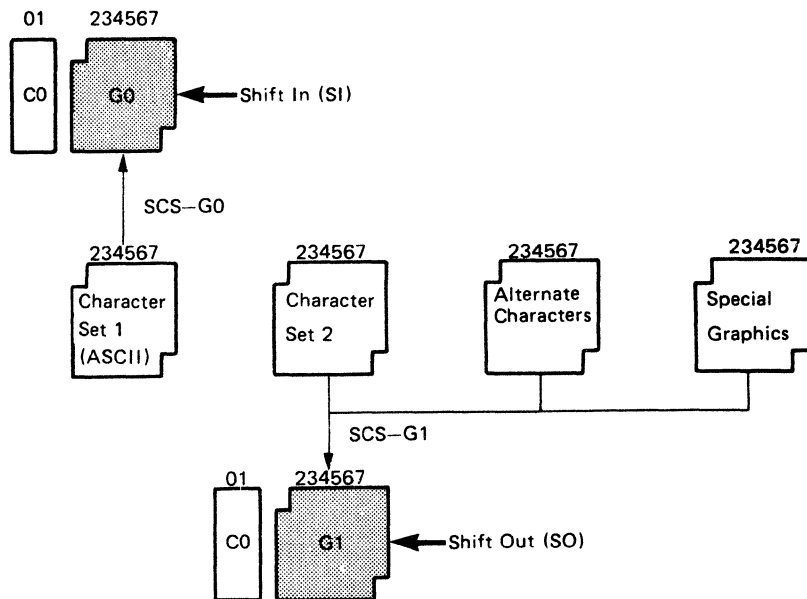 01 234567
C0 G0 Shift In (SI)
SCS–G0
234567 234567 234567 234567
Character
Set 1
(ASCII)
Character
Set 2
Alternate
Characters
Special
Graphics
SCS–G1
01 234567
C0 G1 Shift Out (SO)